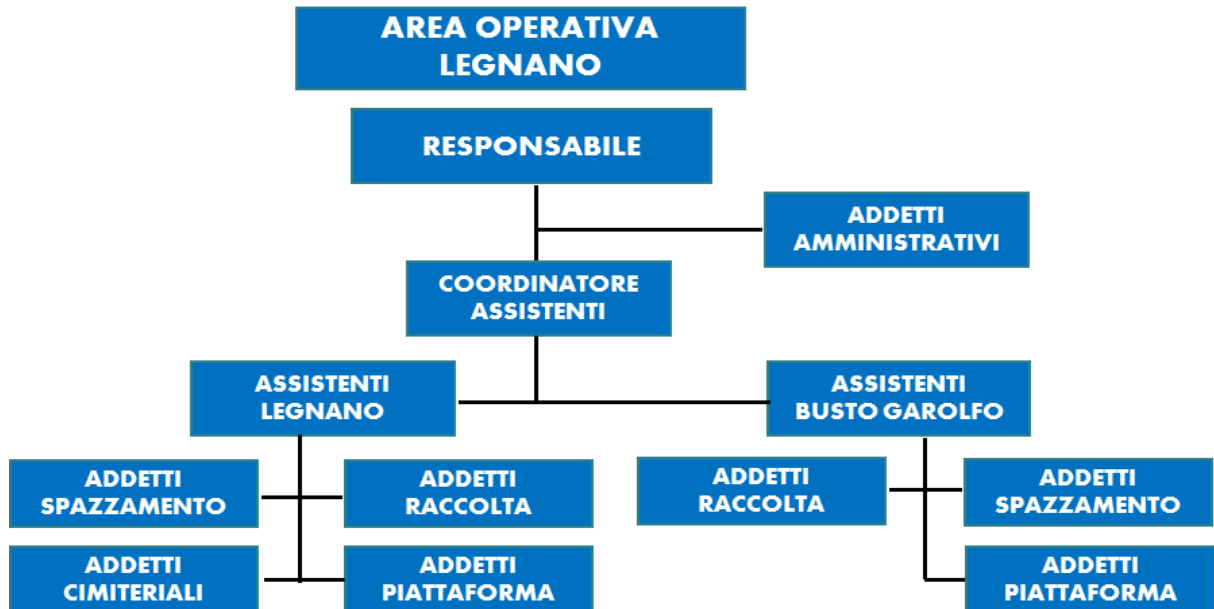 AREA OPERATIVA
LEGNANO
RESPONSABILE
ADDETTI
AMMINISTRATIVI
COORDINATORE
ASSISTENTI
ASSISTENTI
LEGNANO
ASSISTENTI
BUSTO GAROLFO
ADDETTI
SPAZZAMENTO
ADDETTI
RACCOLTA
ADDETTI
RACCOLTA
ADDETTI
SPAZZAMENTO
ADDETTI
CIMITERIALI
ADDETTI
PIATTAFORMA
ADDETTI
PIATTAFORMA